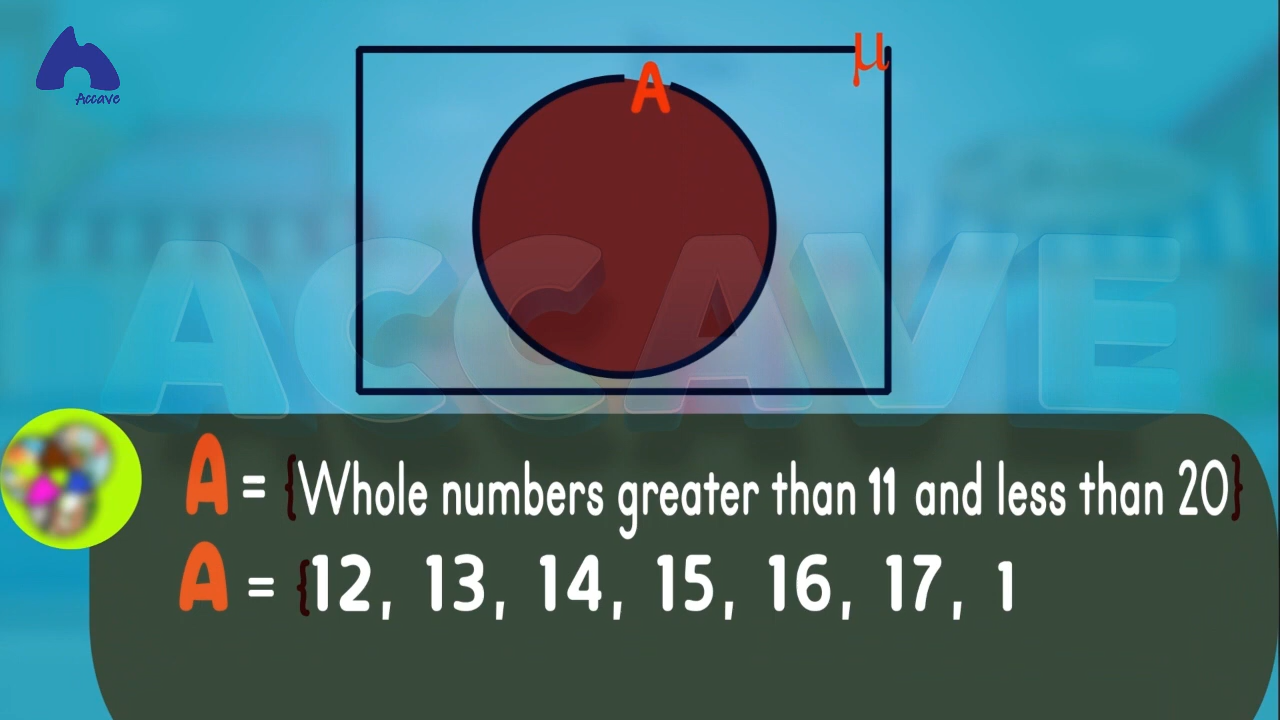 Accave
μ
A
ACCAVE
A = {Whole numbers greater than 11 and less than 20}
A = {12, 13, 14, 15, 16, 17, 1